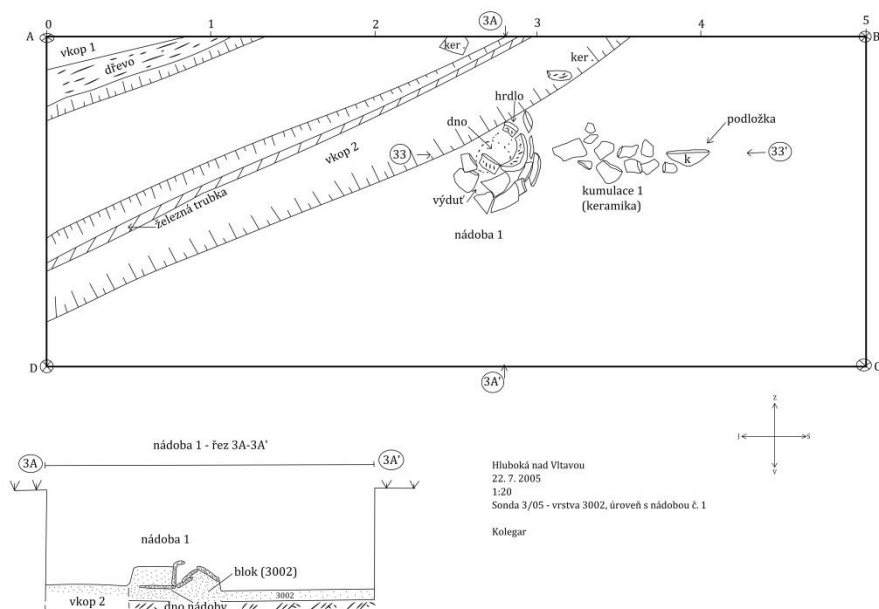 0 1 2 3A 3 4 5
A B
vkop 1
dřevo
ker.
ker.
hrdlo
dno
podložka
vkop 2
33
33'
k
železná trubka
výduť
kumulace 1
(keramika)
nádoba 1
D C
3A'
nádoba 1 - řez 3A-3A'
3A 3A'
Z
J S
V
Hluboká nad Vltavou
22. 7. 2005
1:20
Sonda 3/05 - vrstva 3002, úroveň s nádobou č. 1
Kolegar
nádoba 1
blok (3002)
3002
vkop 2
dno nádoby